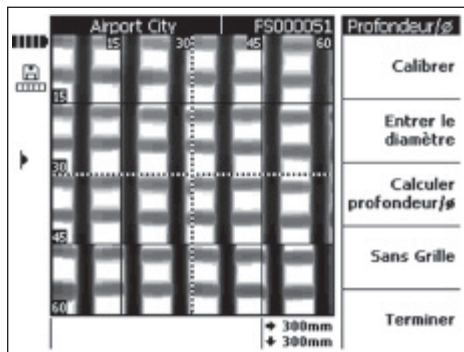 Airport City
FS000051
Profondeur/ø
15 30 45 60
15
30
45
60
Calibrer
Entrer le
diamètre
Calculer
profondeur/ø
Sans Grille
Terminer
300mm
300mm